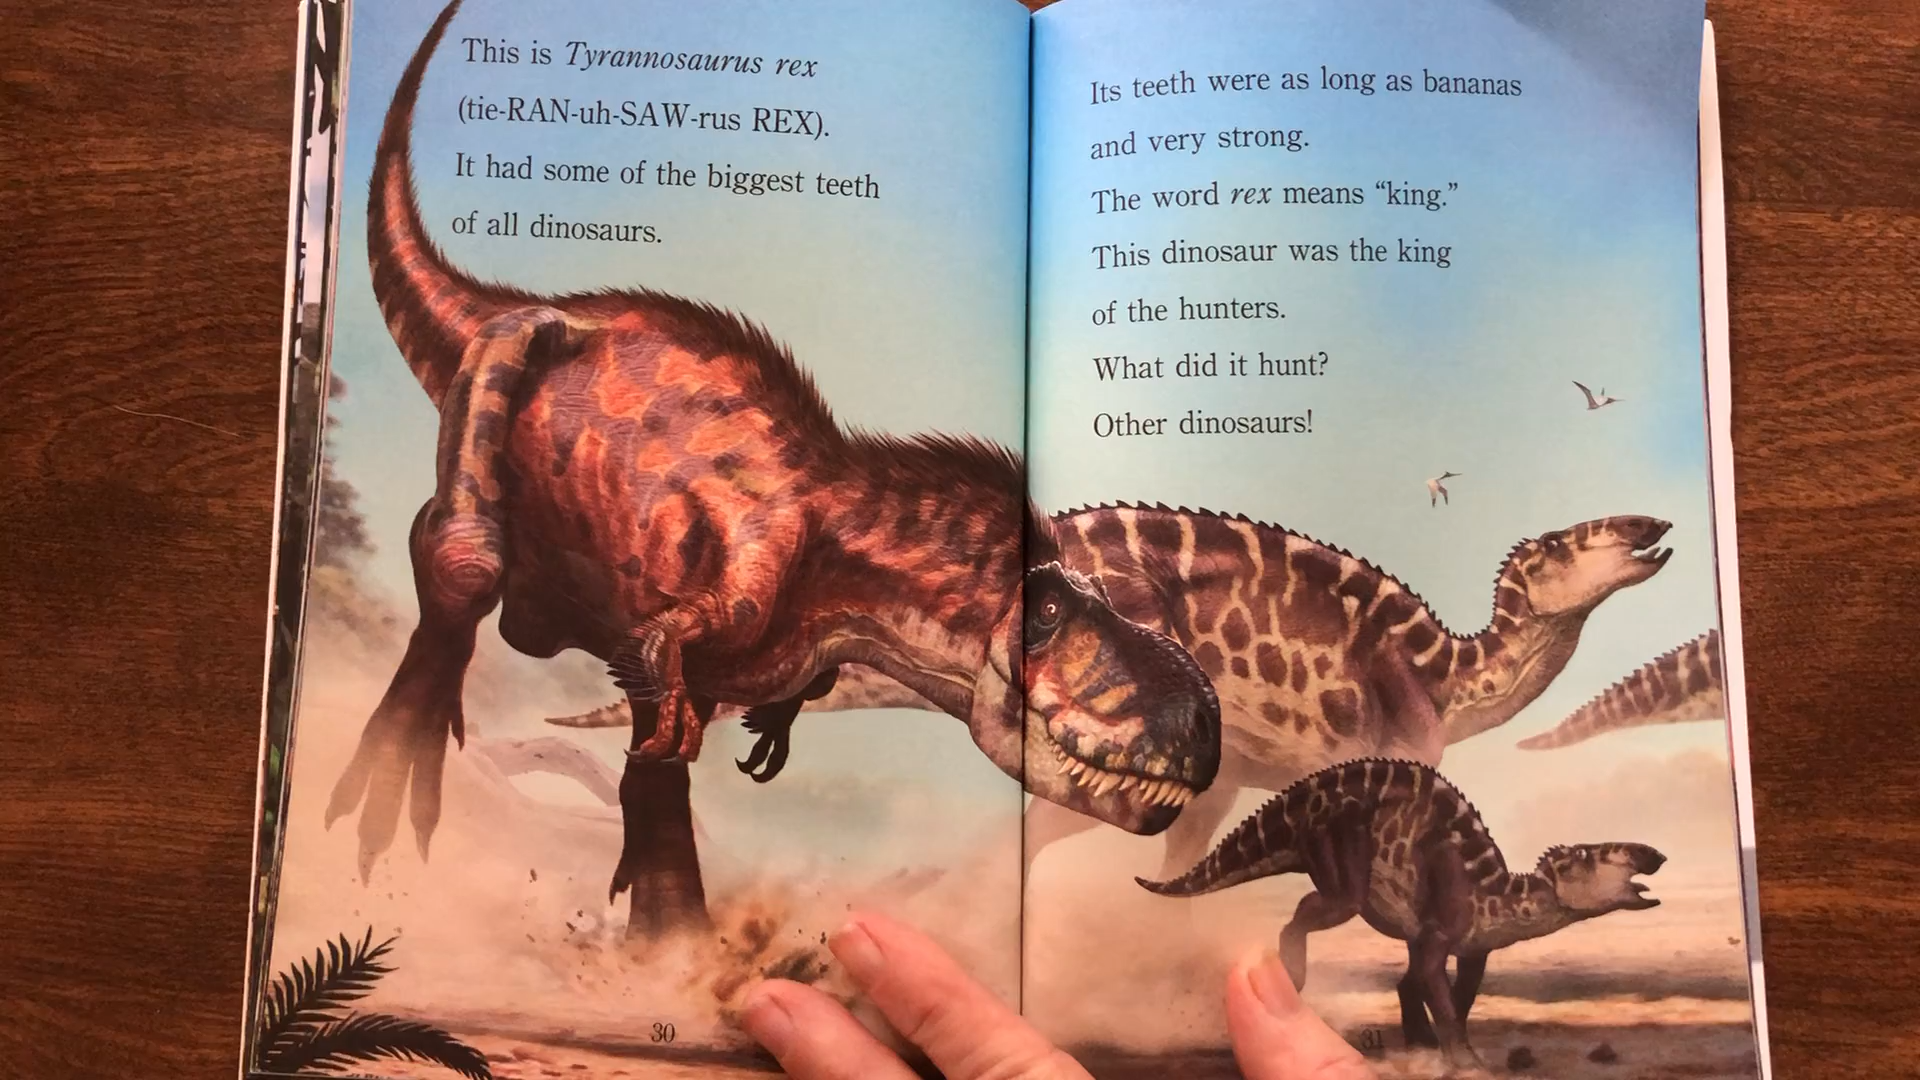 This is Tyrannosaurus rex
(tie-RAN-uh-SAW-rus REX).
It had some of the biggest teeth
of all dinosaurs.
30
Its teeth were as long as bananas
and very strong.
The word rex means “king.”
This dinosaur was the king
of the hunters.
What did it hunt?
Other dinosaurs!
31